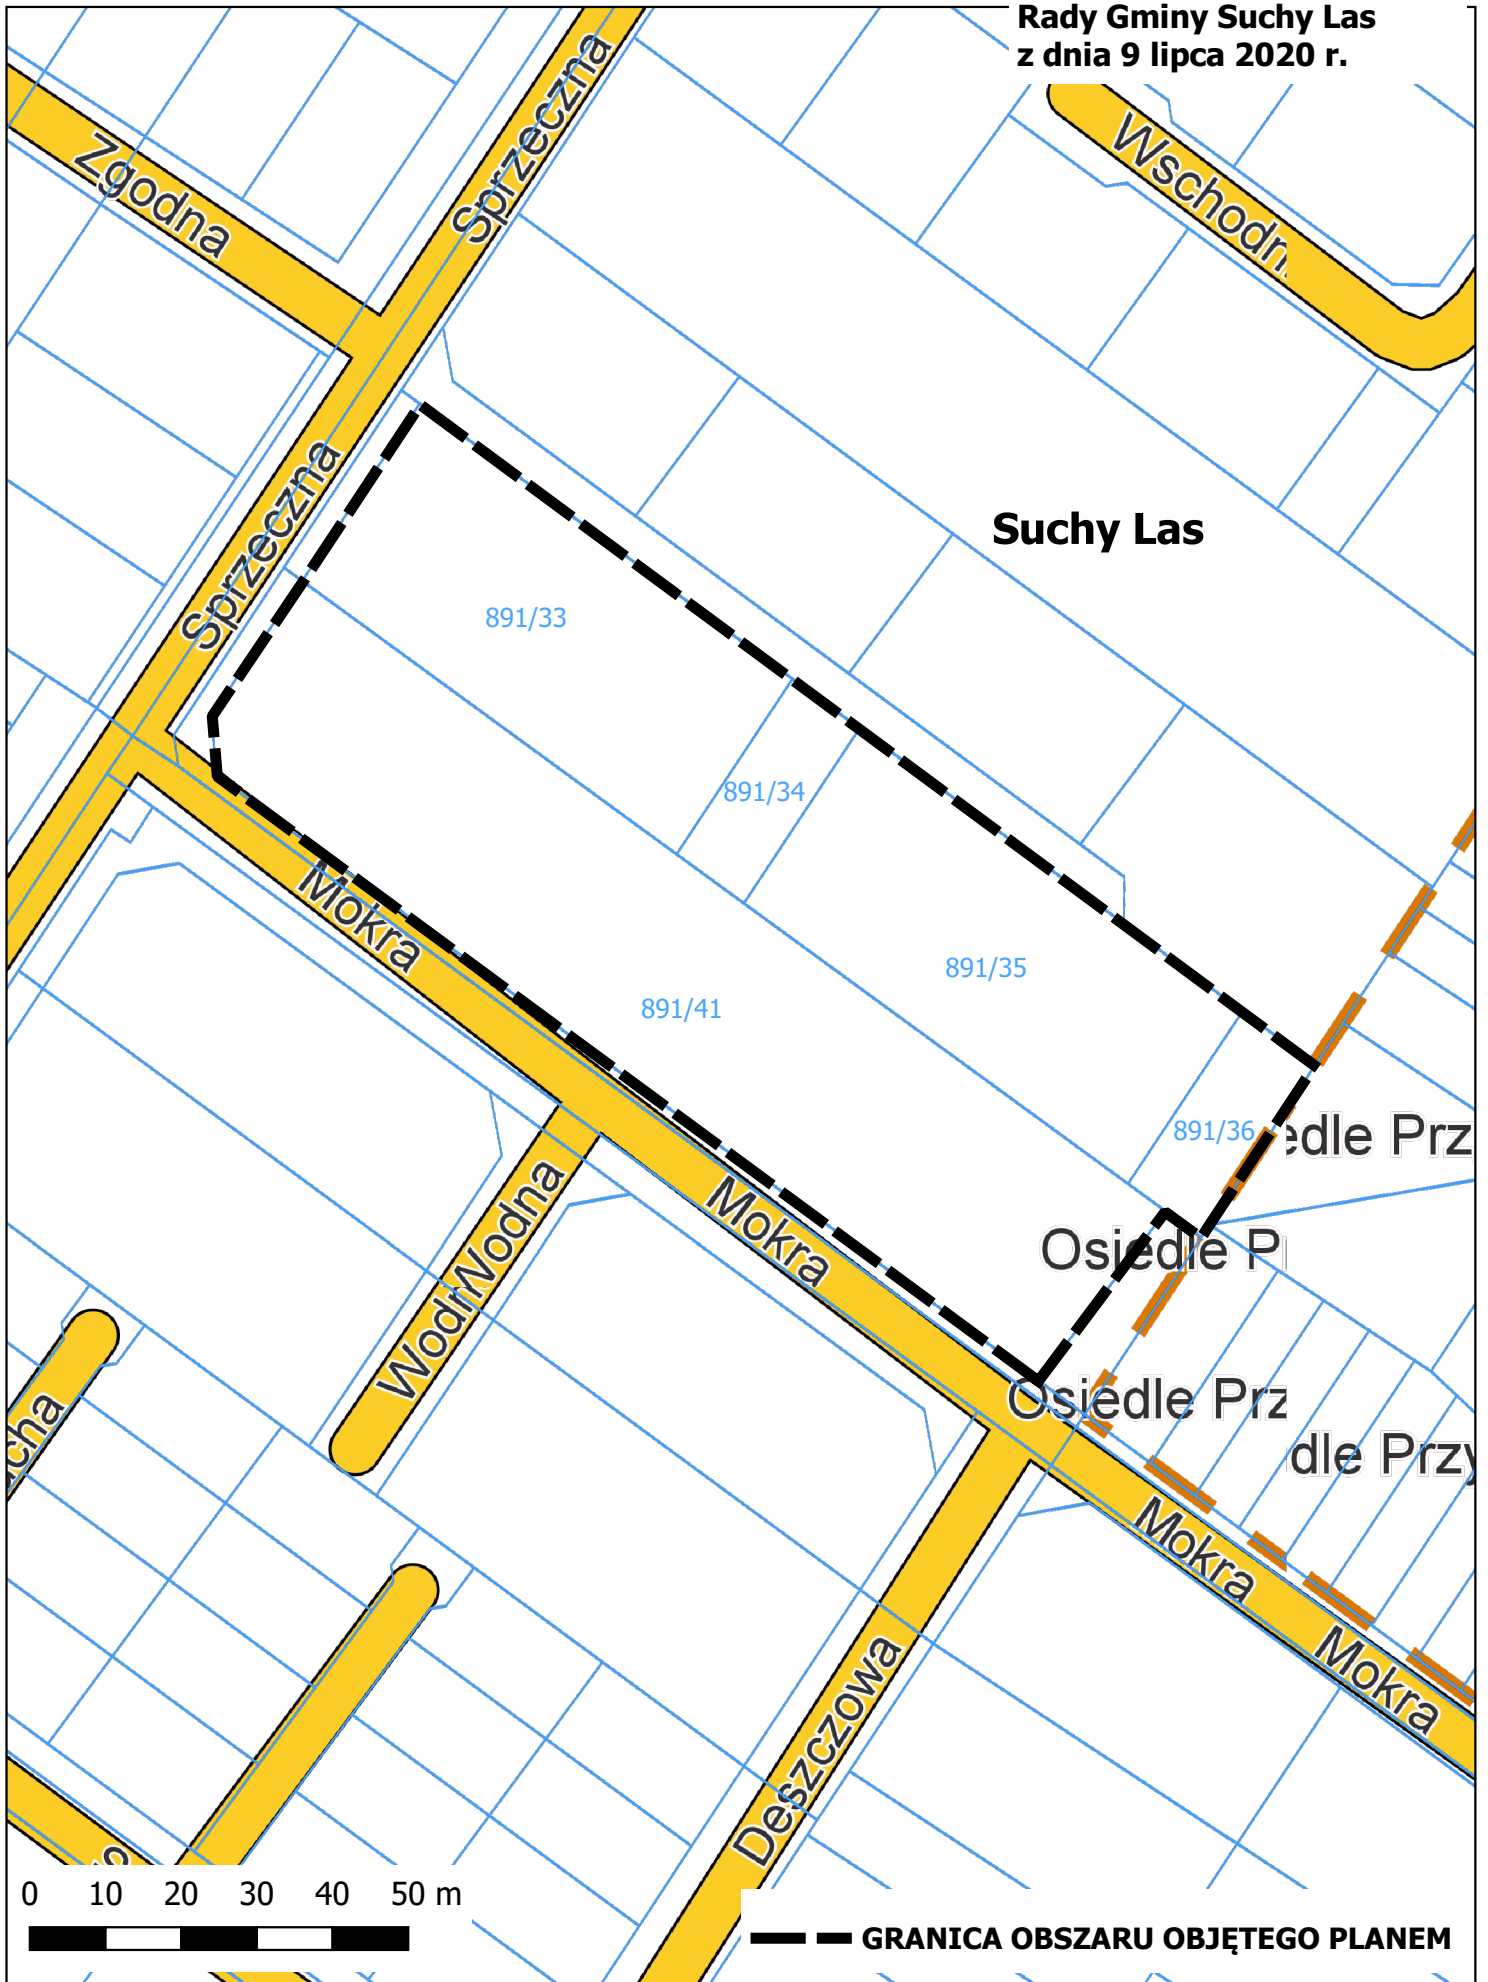 Rady Gminy Suchy Las
z dnia 9 lipca 2020 r.
Zgodna
Sprzeczna
Wschodn
Sprzeczna
Suchy Las
891/33
891/34
Mokra
891/35
891/41
891/36
edle Prz
Wodna
Mokra
Osiedle P
Wodn
Osiedle Prz
dle Przy
cha
Mokra
Mokra
Deszczowa
0 10 20 30 40 50 m
GRANICA OBSZARU OBJĘTEGO PLANEM